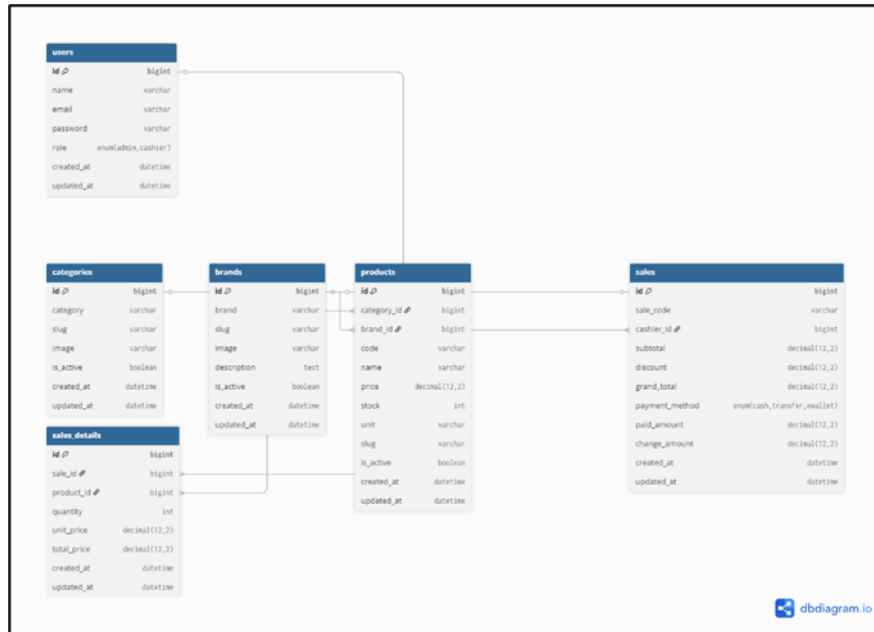 users
id bigint
name varchar
email varchar
password varchar
role enum(admin,cashier)
created_at datetime
updated_at datetime
categories
id bigint
category varchar
slug varchar
image varchar
is_active boolean
created_at datetime
updated_at datetime
brands
id bigint
brand varchar
slug varchar
image varchar
description text
is_active boolean
created_at datetime
updated_at datetime
products
id bigint
category_id bigint
brand_id bigint
code varchar
name varchar
price decimal(12,2)
stock int
unit varchar
slug varchar
is_active boolean
created_at datetime
updated_at datetime
sales
id bigint
sale_code varchar
cashier_id bigint
subtotal decimal(12,2)
discount decimal(12,2)
grand_total decimal(12,2)
payment_method enum(cash,transfer,ewallet)
paid_amount decimal(12,2)
change_amount decimal(12,2)
created_at datetime
updated_at datetime
sales_details
id bigint
sale_id bigint
product_id bigint
quantity int
unit_price decimal(12,2)
total_price decimal(12,2)
created_at datetime
updated_at datetime
dbdiagram.io